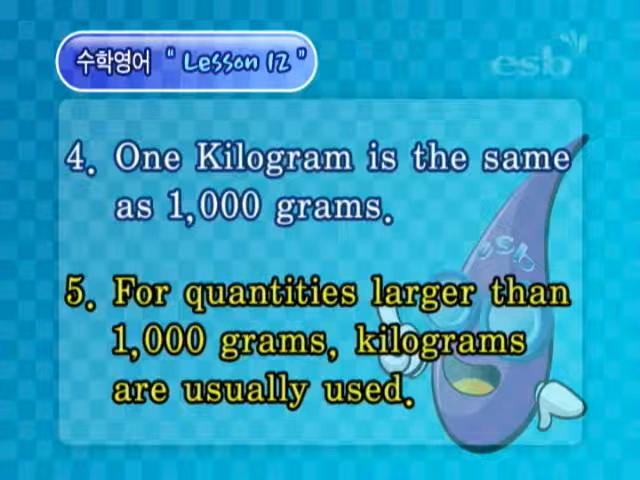 수학영어 "Lesson 12"
esb
4. One Kilogram is the same
as 1,000 grams.
esb
5. For quantities larger than
1,000 grams, kilograms
are usually used.